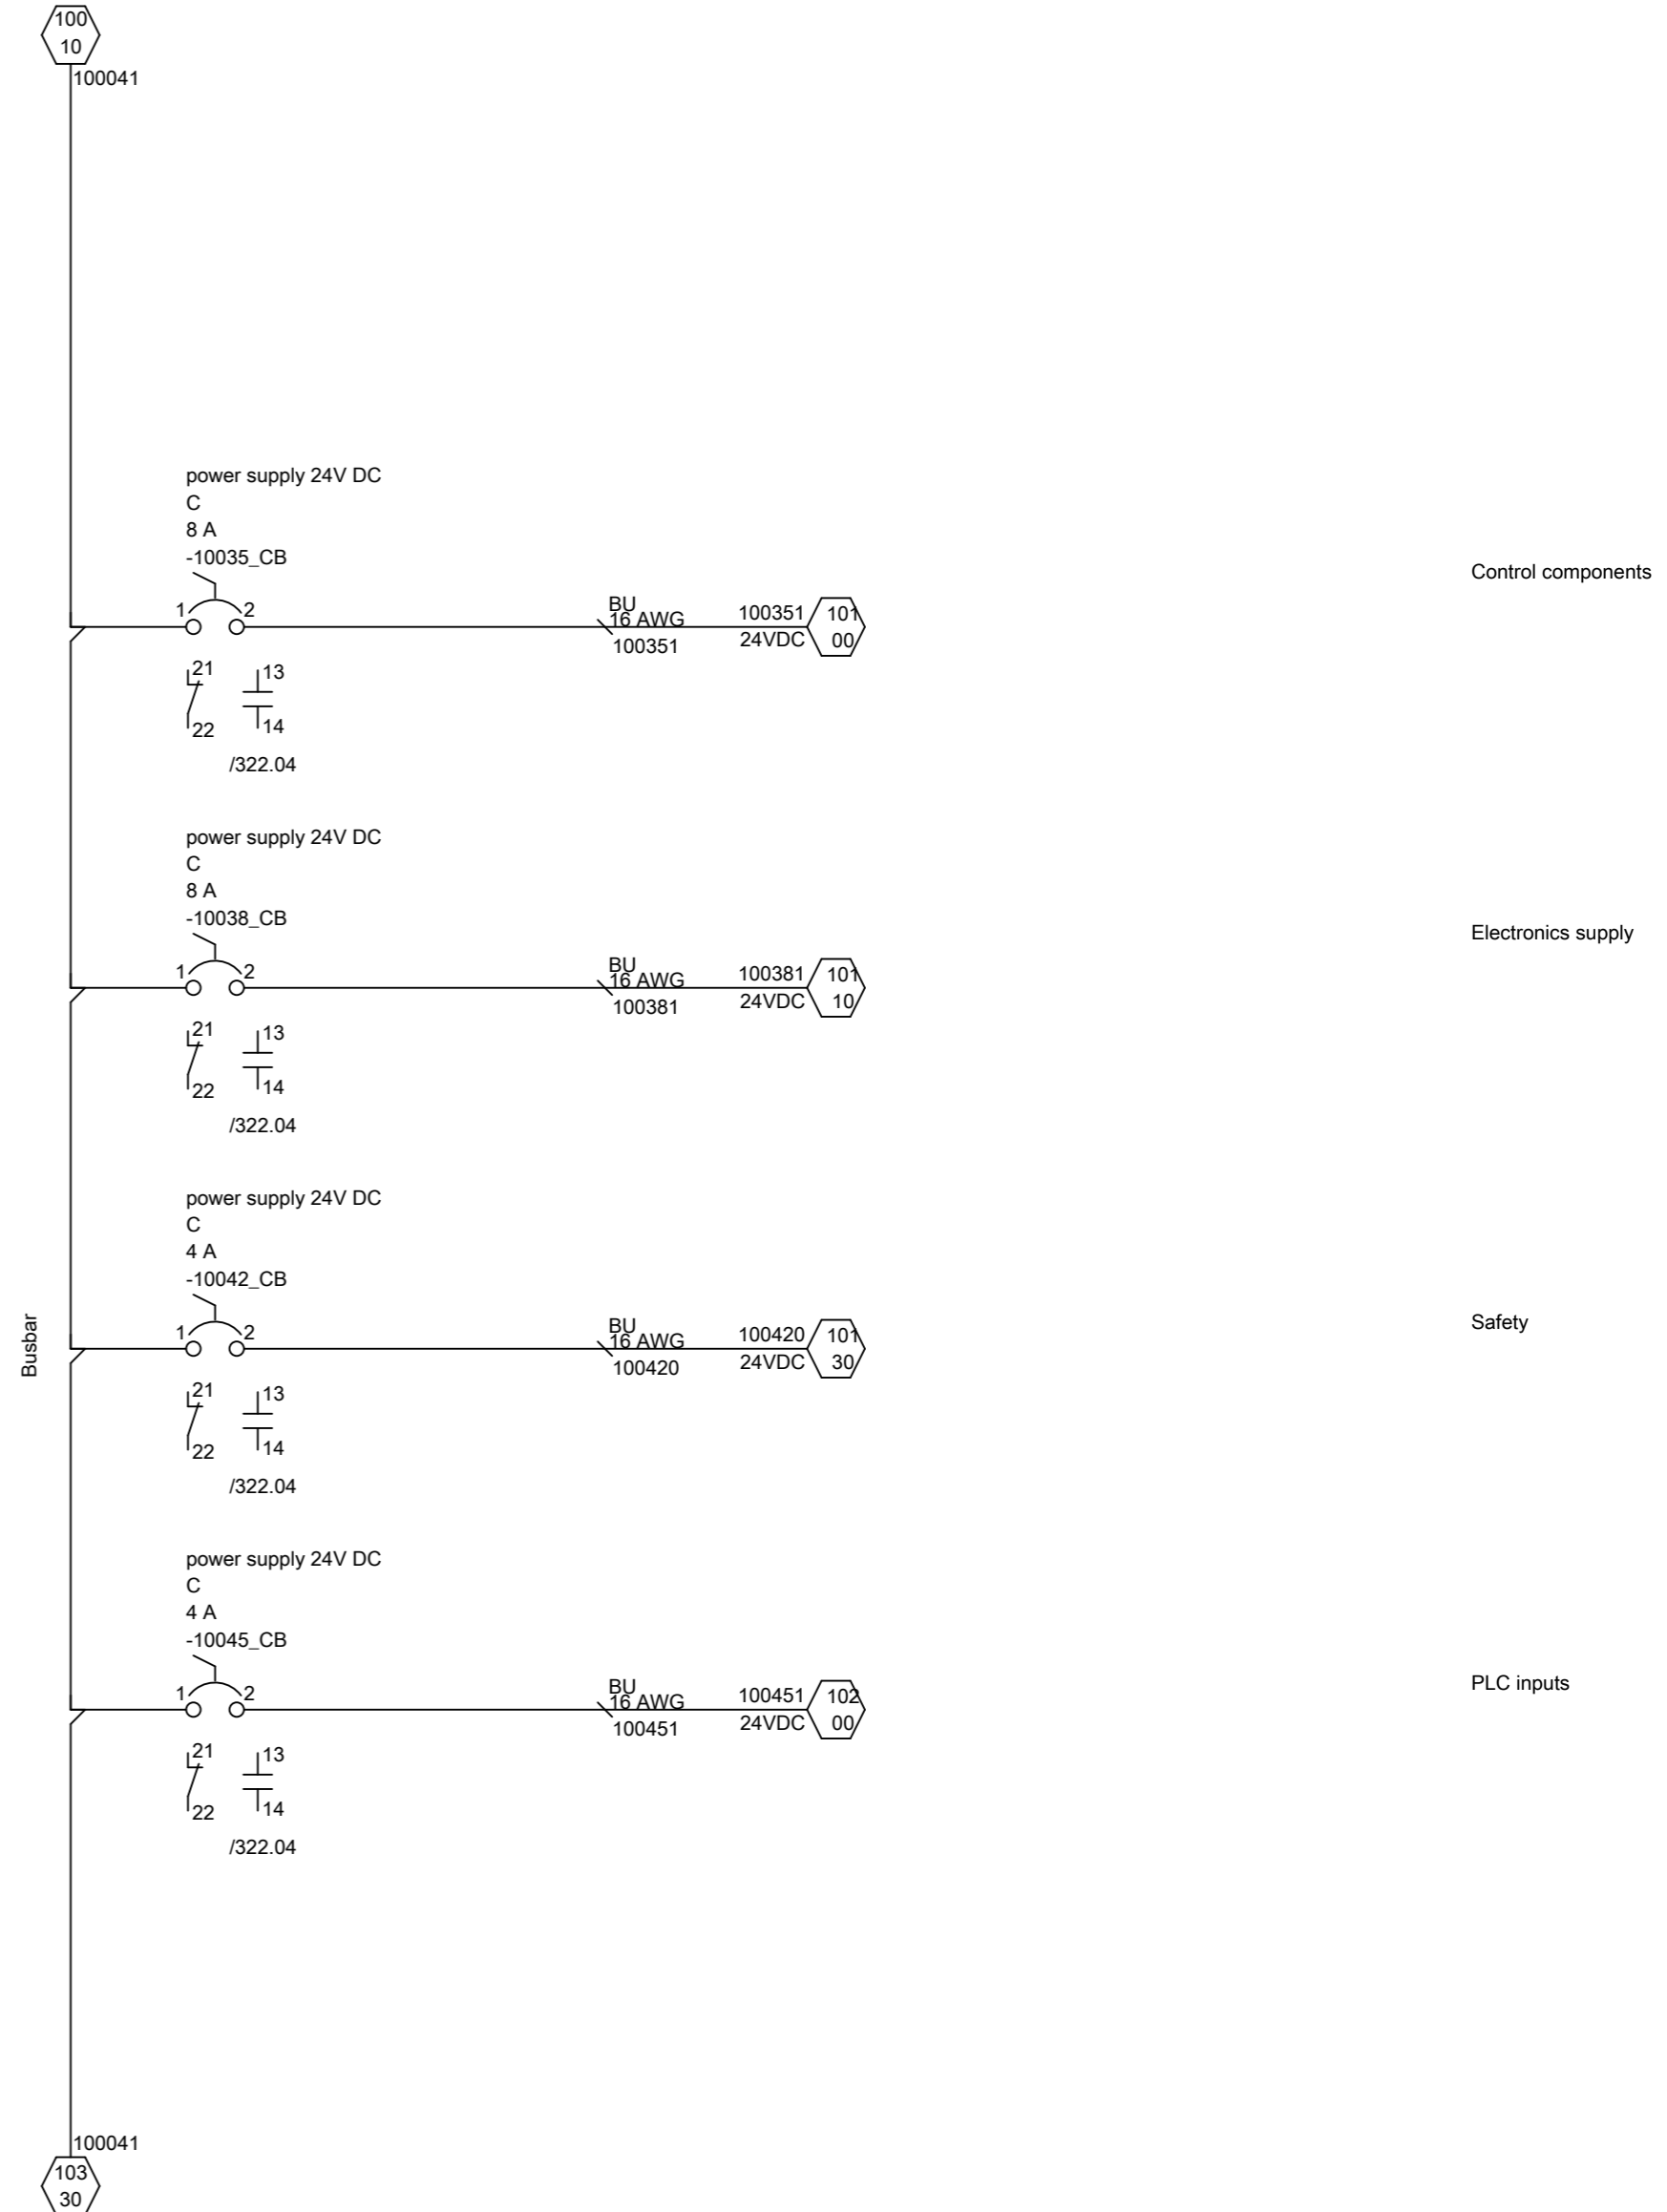 100
10
100041
power supply 24V DC
C
8 A
-10035_CB
Control components
1 2
BU
16 AWG
100351
100351
24VDC
101
00
21
22
13
14
/322.04
power supply 24V DC
C
8 A
-10038_CB
Electronics supply
1 2
BU
16 AWG
100381
100381
24VDC
101
10
21
22
13
14
/322.04
power supply 24V DC
C
4 A
-10042_CB
Busbar
Safety
1 2
BU
16 AWG
100420
100420
24VDC
101
30
21
22
13
14
/322.04
power supply 24V DC
C
4 A
-10045_CB
PLC inputs
1 2
BU
16 AWG
100451
100451
24VDC
102
00
21
22
13
14
/322.04
100041
103
30